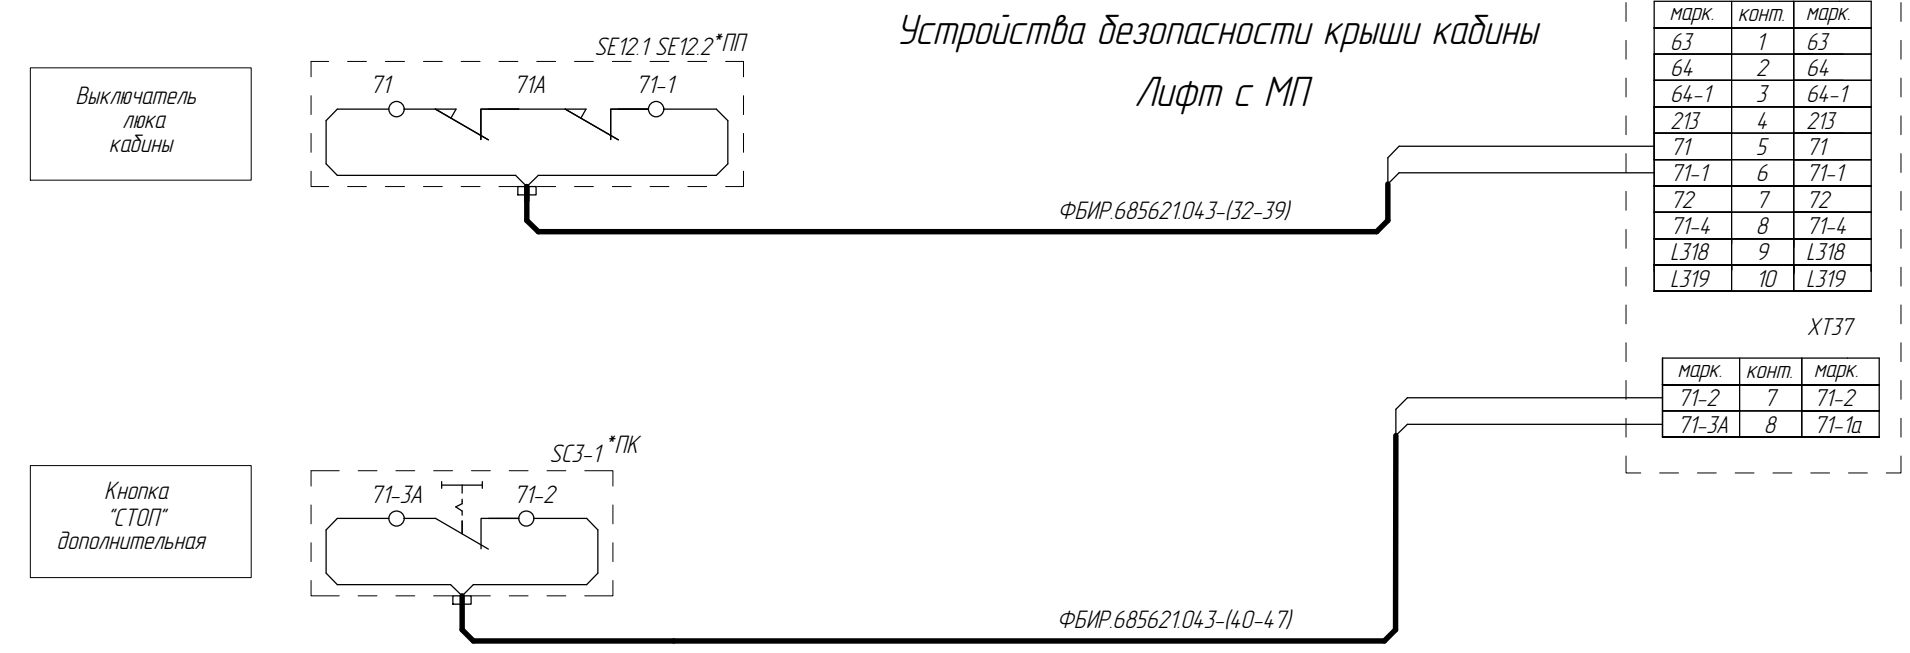 Устройства безопасности крыши кабины
Лифт с МП
Выключатель
люка
кабины
SE12.1 SE12.2*ПП
71 71А 71-1
ФБИР.685621.043-(32-39)
марк. конт. марк.
63 1 63
64 2 64
64-1 3 64-1
213 4 213
71 5 71
71-1 6 71-1
72 7 72
71-4 8 71-4
L318 9 L318
L319 10 L319
XT37
марк. конт. марк.
71-2 7 71-2
71-3А 8 71-1а
Кнопка
"СТОП"
дополнительная
SC3-1*ПК
71-3А 71-2
ФБИР.685621.043-(40-47)